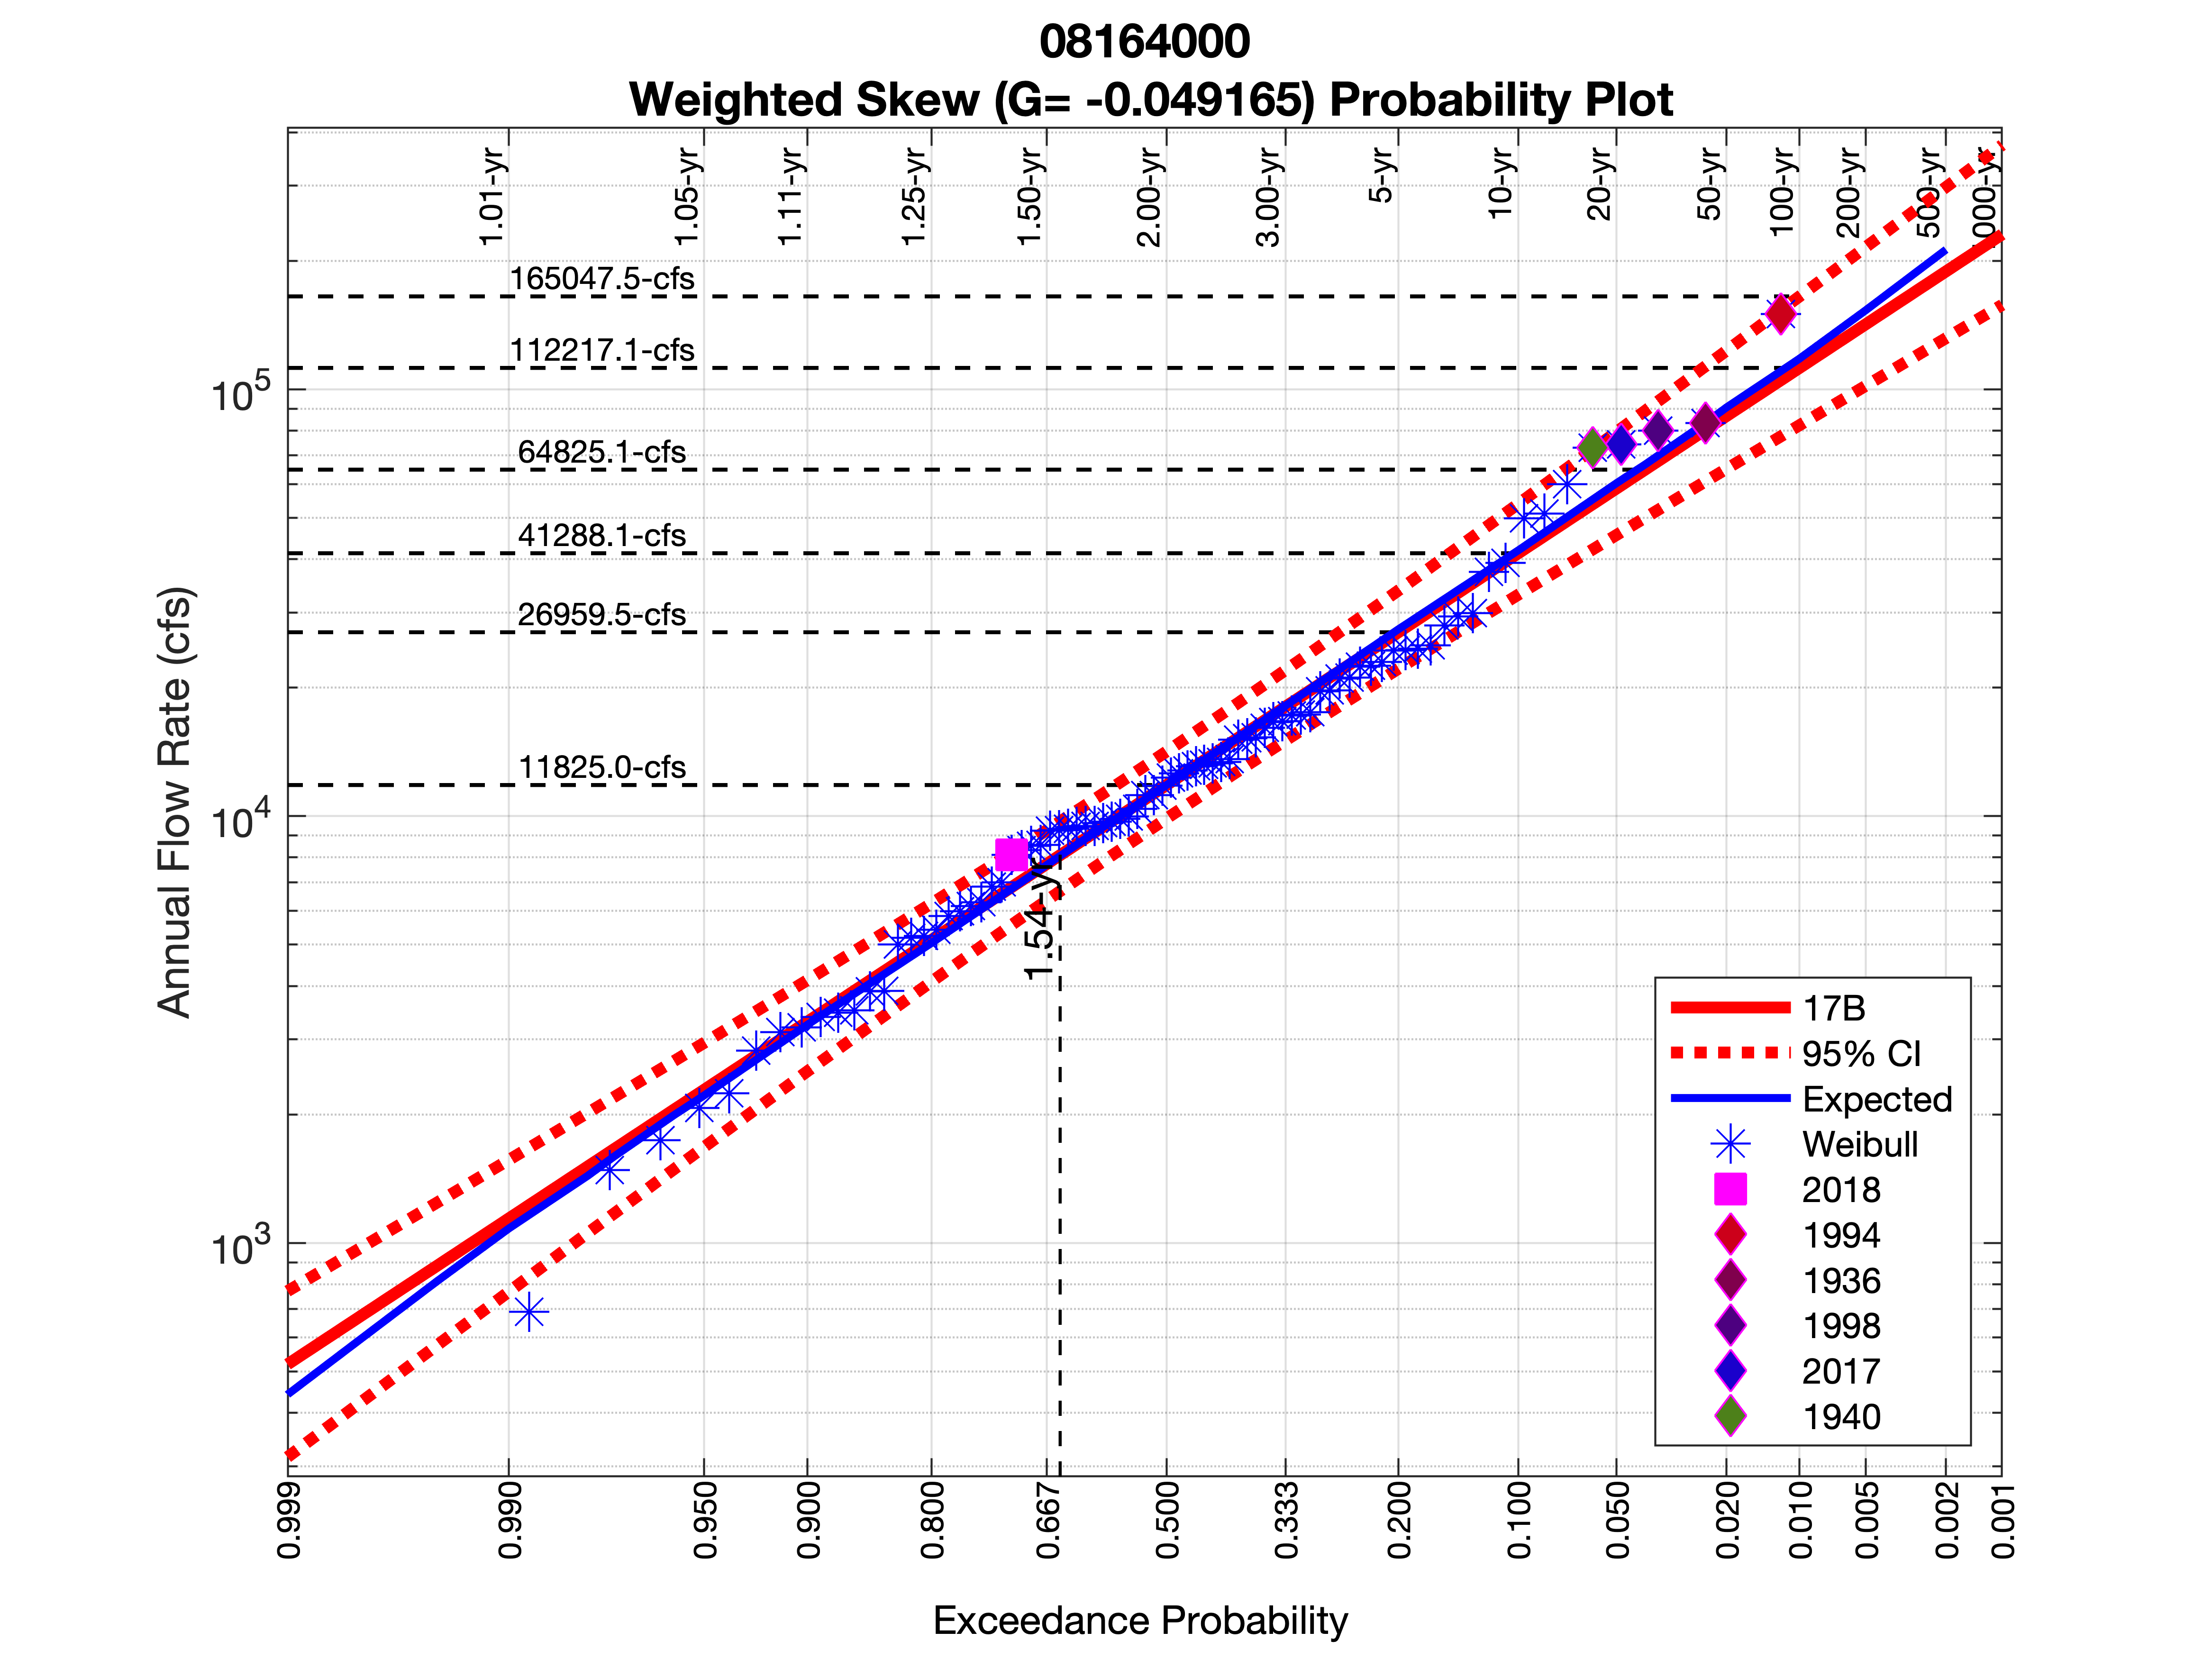 08164000
Weighted Skew (G= -0.049165) Probability Plot
1.01-yr
1.05-yr
1.11-yr
1.25-yr
1.50-yr
2.00-yr
3.00-yr
5-yr
10-yr
20-yr
50-yr
100-yr
200-yr
500-yr
000-yr
165047.5-cfs
112217.1-cfs
64825.1-cfs
41288.1-cfs
26959.5-cfs
11825.0-cfs
1.54-yr
10^5
10^4
10^3
Annual Flow Rate (cfs)
17B
95% CI
Expected
Weibull
2018
1994
1936
1998
2017
1940
0.999
0.990
0.950
0.900
0.800
0.667
0.500
0.333
0.200
0.100
0.050
0.020
0.010
0.005
0.002
0.001
Exceedance Probability